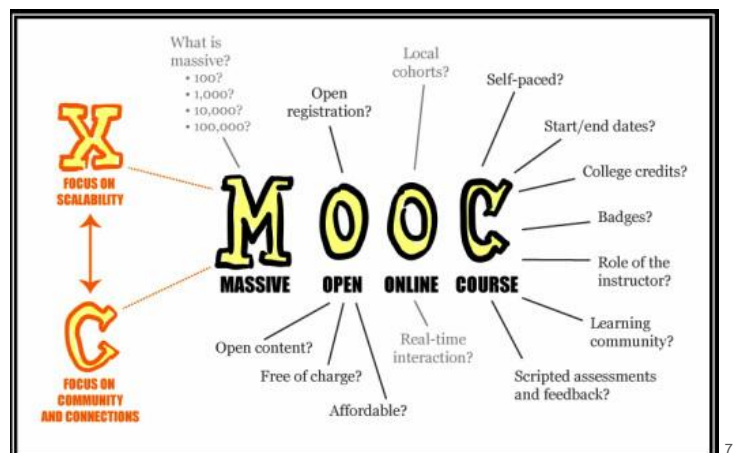 What is
massive?
• 100?
• 1,000?
• 10,000?
• 100,000?
Open
registration?
Local
cohorts?
Self-paced?
Start/end dates?
College credits?
Badges?
Role of the
instructor?
Learning
community?
Scripted assessments
and feedback?
X
FOCUS ON
SCALABILITY
C
FOCUS ON
COMMUNITY
AND CONNECTIONS
MOOC
MASSIVE OPEN ONLINE COURSE
Open content?
Free of charge?
Affordable?
Real-time
interaction?
7